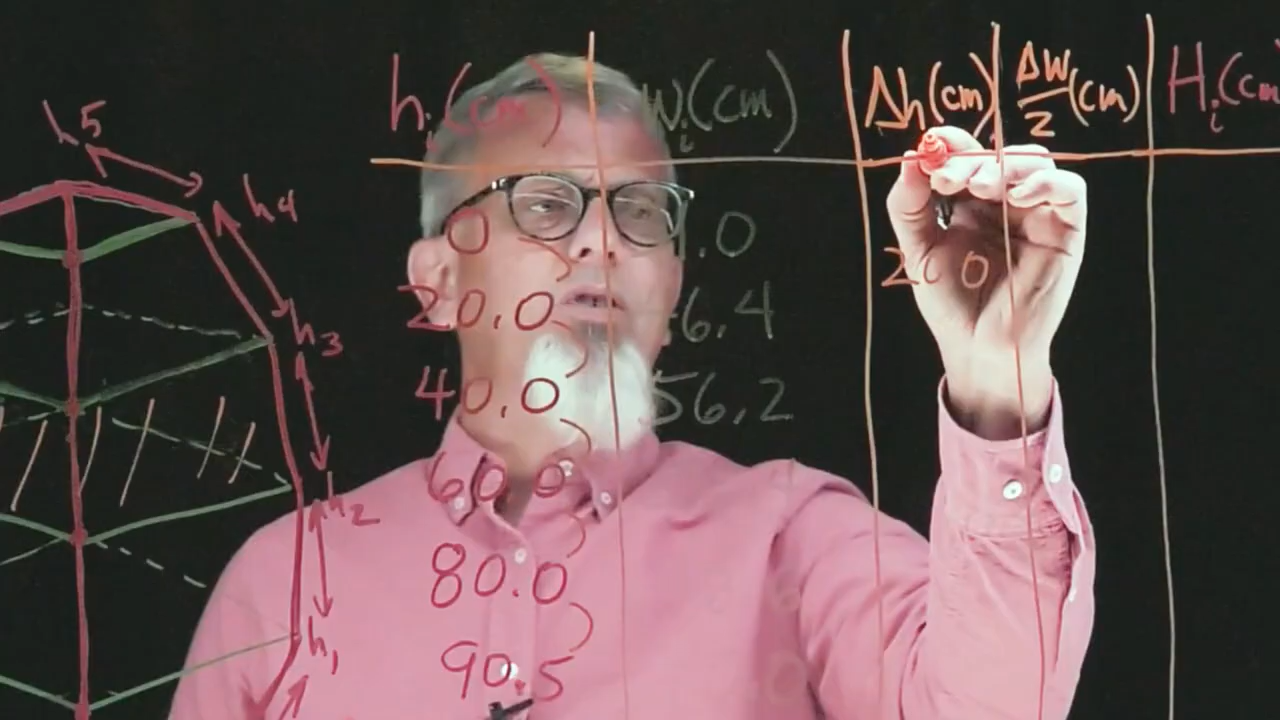 h5
h4
h3
h2
h1
hi(cm) wi(cm) Δh(cm) Δw/2(cm) Hi(cm
0 .0
20.0 6.4 20 0
40.0 56.2
60.0
80.0
90.5